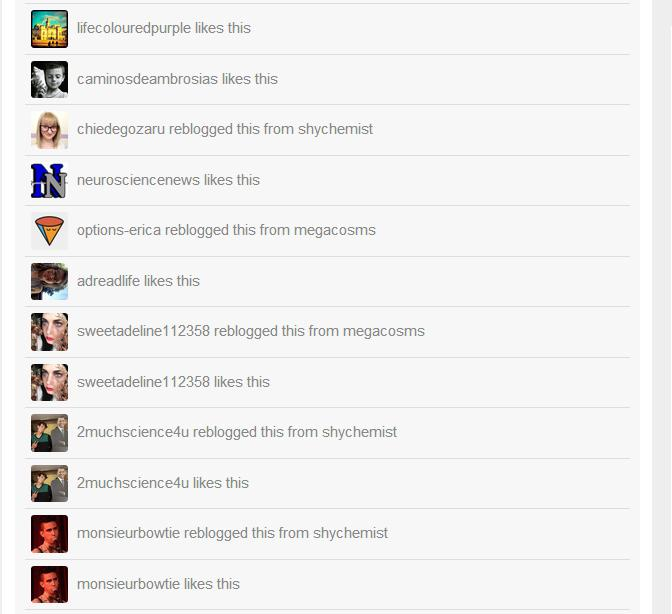 lifecolouredpurple likes this
caminosdeambrosias likes this
chiedegozaru reblogged this from shychemist
NN
neurosciencenews likes this
options-erica reblogged this from megacosms
adreadlife likes this
sweetadeline112358 reblogged this from megacosms
sweetadeline112358 likes this
2muchscience4u reblogged this from shychemist
2muchscience4u likes this
monsieurbowtie reblogged this from shychemist
monsieurbowtie likes this